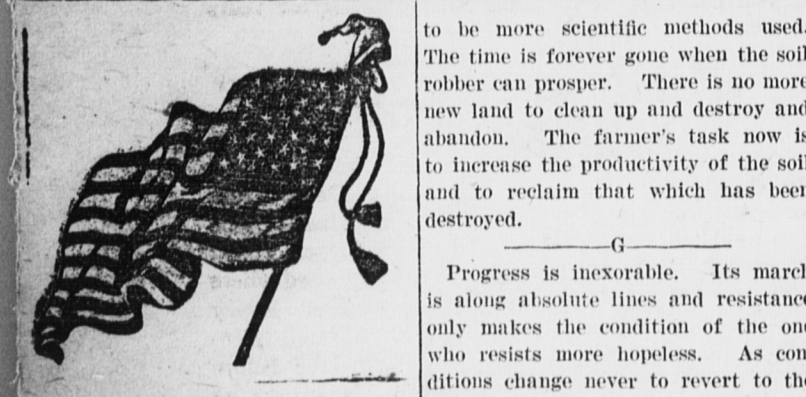 to be more scientific methods used.
The time is forever gone when the soil
robber can prosper. There is no more
new land to clean up and destroy and
abandon. The farmer's task now is
to increase the productivity of the soil
and to reclaim that which has been
destroyed.
G
Progress is inexorable. Its march
is along absolute lines and resistance
only makes the condition of the one
who resists more hopeless. As con
ditions change never to revert to the